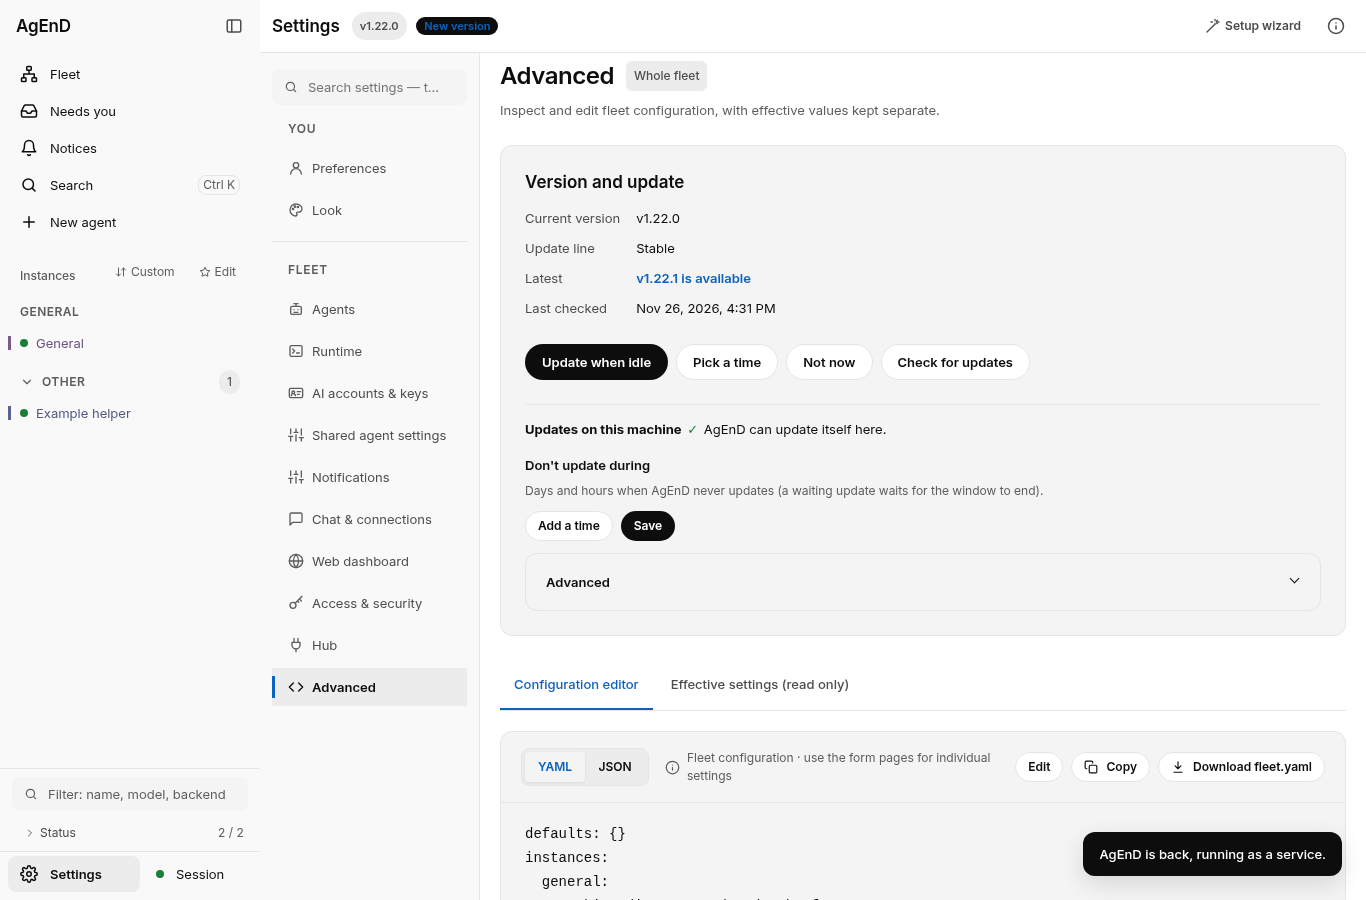 AgEnD
Fleet
Needs you
Notices
Search
Ctrl K
New agent
Instances
Custom
Edit
GENERAL
General
OTHER
1
Example helper
Filter: name, model, backend
Status
2 / 2
Settings
Session
Settings
v1.22.0
New version
Setup wizard
Search settings — t...
YOU
Preferences
Look
FLEET
Agents
Runtime
AI accounts & keys
Shared agent settings
Notifications
Chat & connections
Web dashboard
Access & security
Hub
Advanced
Advanced
Whole fleet
Inspect and edit fleet configuration, with effective values kept separate.
Version and update
Current version v1.22.0
Update line Stable
Latest v1.22.1 is available
Last checked Nov 26, 2026, 4:31 PM
Update when idle
Pick a time
Not now
Check for updates
Updates on this machine ✓ AgEnD can update itself here.
Don't update during
Days and hours when AgEnD never updates (a waiting update waits for the window to end).
Add a time
Save
Advanced
Configuration editor
Effective settings (read only)
YAML
JSON
Fleet configuration · use the form pages for individual
settings
Edit
Copy
Download fleet.yaml
defaults: {}
instances:
general:
AgEnD is back, running as a service.